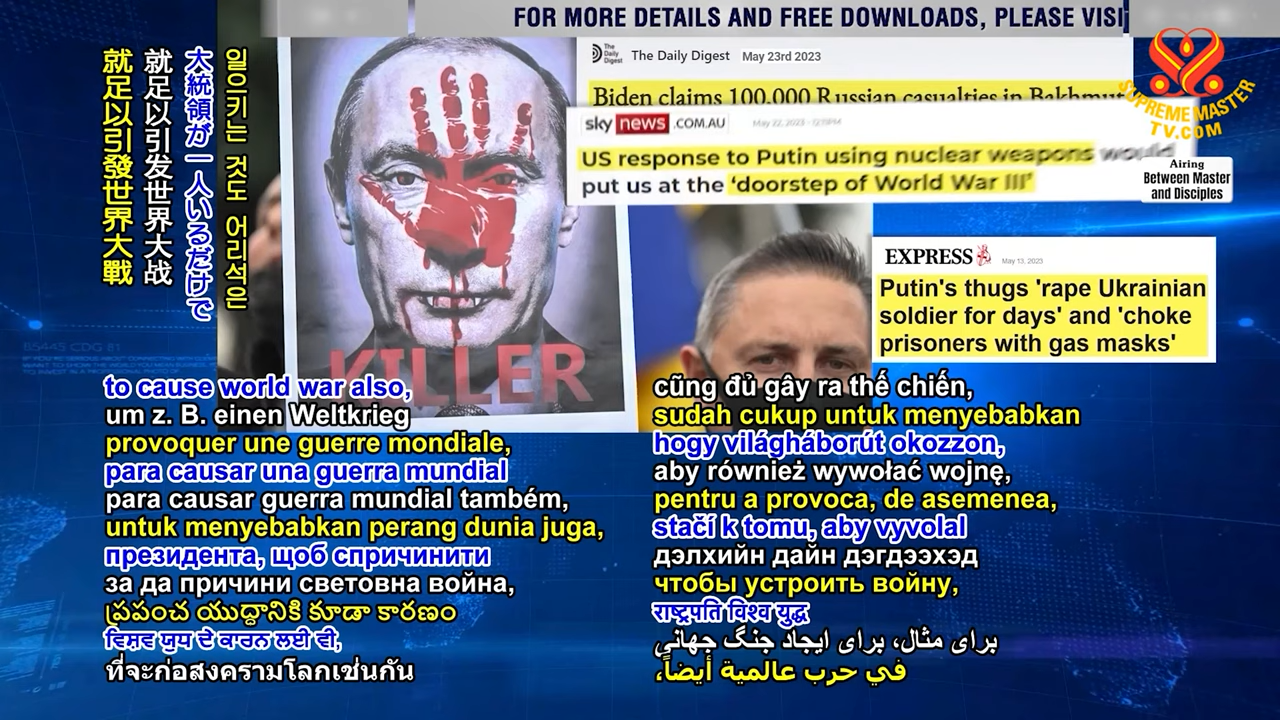 FOR MORE DETAILS AND FREE DOWNLOADS, PLEASE VISI
The Daily Digest
The Daily Digest May 23rd 2023
Biden claims 100,000 Russian casualties in Bakhmut
sky news .COM.AU
May 22, 2023
US response to Putin using nuclear weapons would
put us at the ‘doorstep of World War III’
SUPREME MASTER
TV.COM
Airing
Between Master
and Disciples
EXPRESS May 13, 2023
Putin's thugs 'rape Ukrainian
soldier for days' and 'choke
prisoners with gas masks'
KILLER
일으키는 것도 어리석은
大統領が一人いるだけで
就足以引发世界大战
就足以引發世界大戰
to cause world war also,
um z. B. einen Weltkrieg
provoquer une guerre mondiale,
para causar una guerra mundial
para causar guerra mundial também,
untuk menyebabkan perang dunia juga,
президента, щоб спричинити
за да причини световна война,
ప్రపంచ యుద్ధానికి కూడా కారణం
ਵਿਸ਼ਵ ਯੁਧ ਦੇ ਕਾਰਨ ਲਈ ਵੀ,
ที่จะก่อสงครามโลกเช่นกัน
cũng đủ gây ra thế chiến,
sudah cukup untuk menyebabkan
hogy világháborút okozzon,
aby również wywołać wojnę,
pentru a provoca, de asemenea,
stačí k tomu, aby vyvolal
дэлхийн дайн дэгдээхэд
чтобы устроить войну,
राष्ट्रपति विश्व युद्ध
برای مثال، برای ایجاد جنگ جهانی
في حرب عالمية أيضاً،